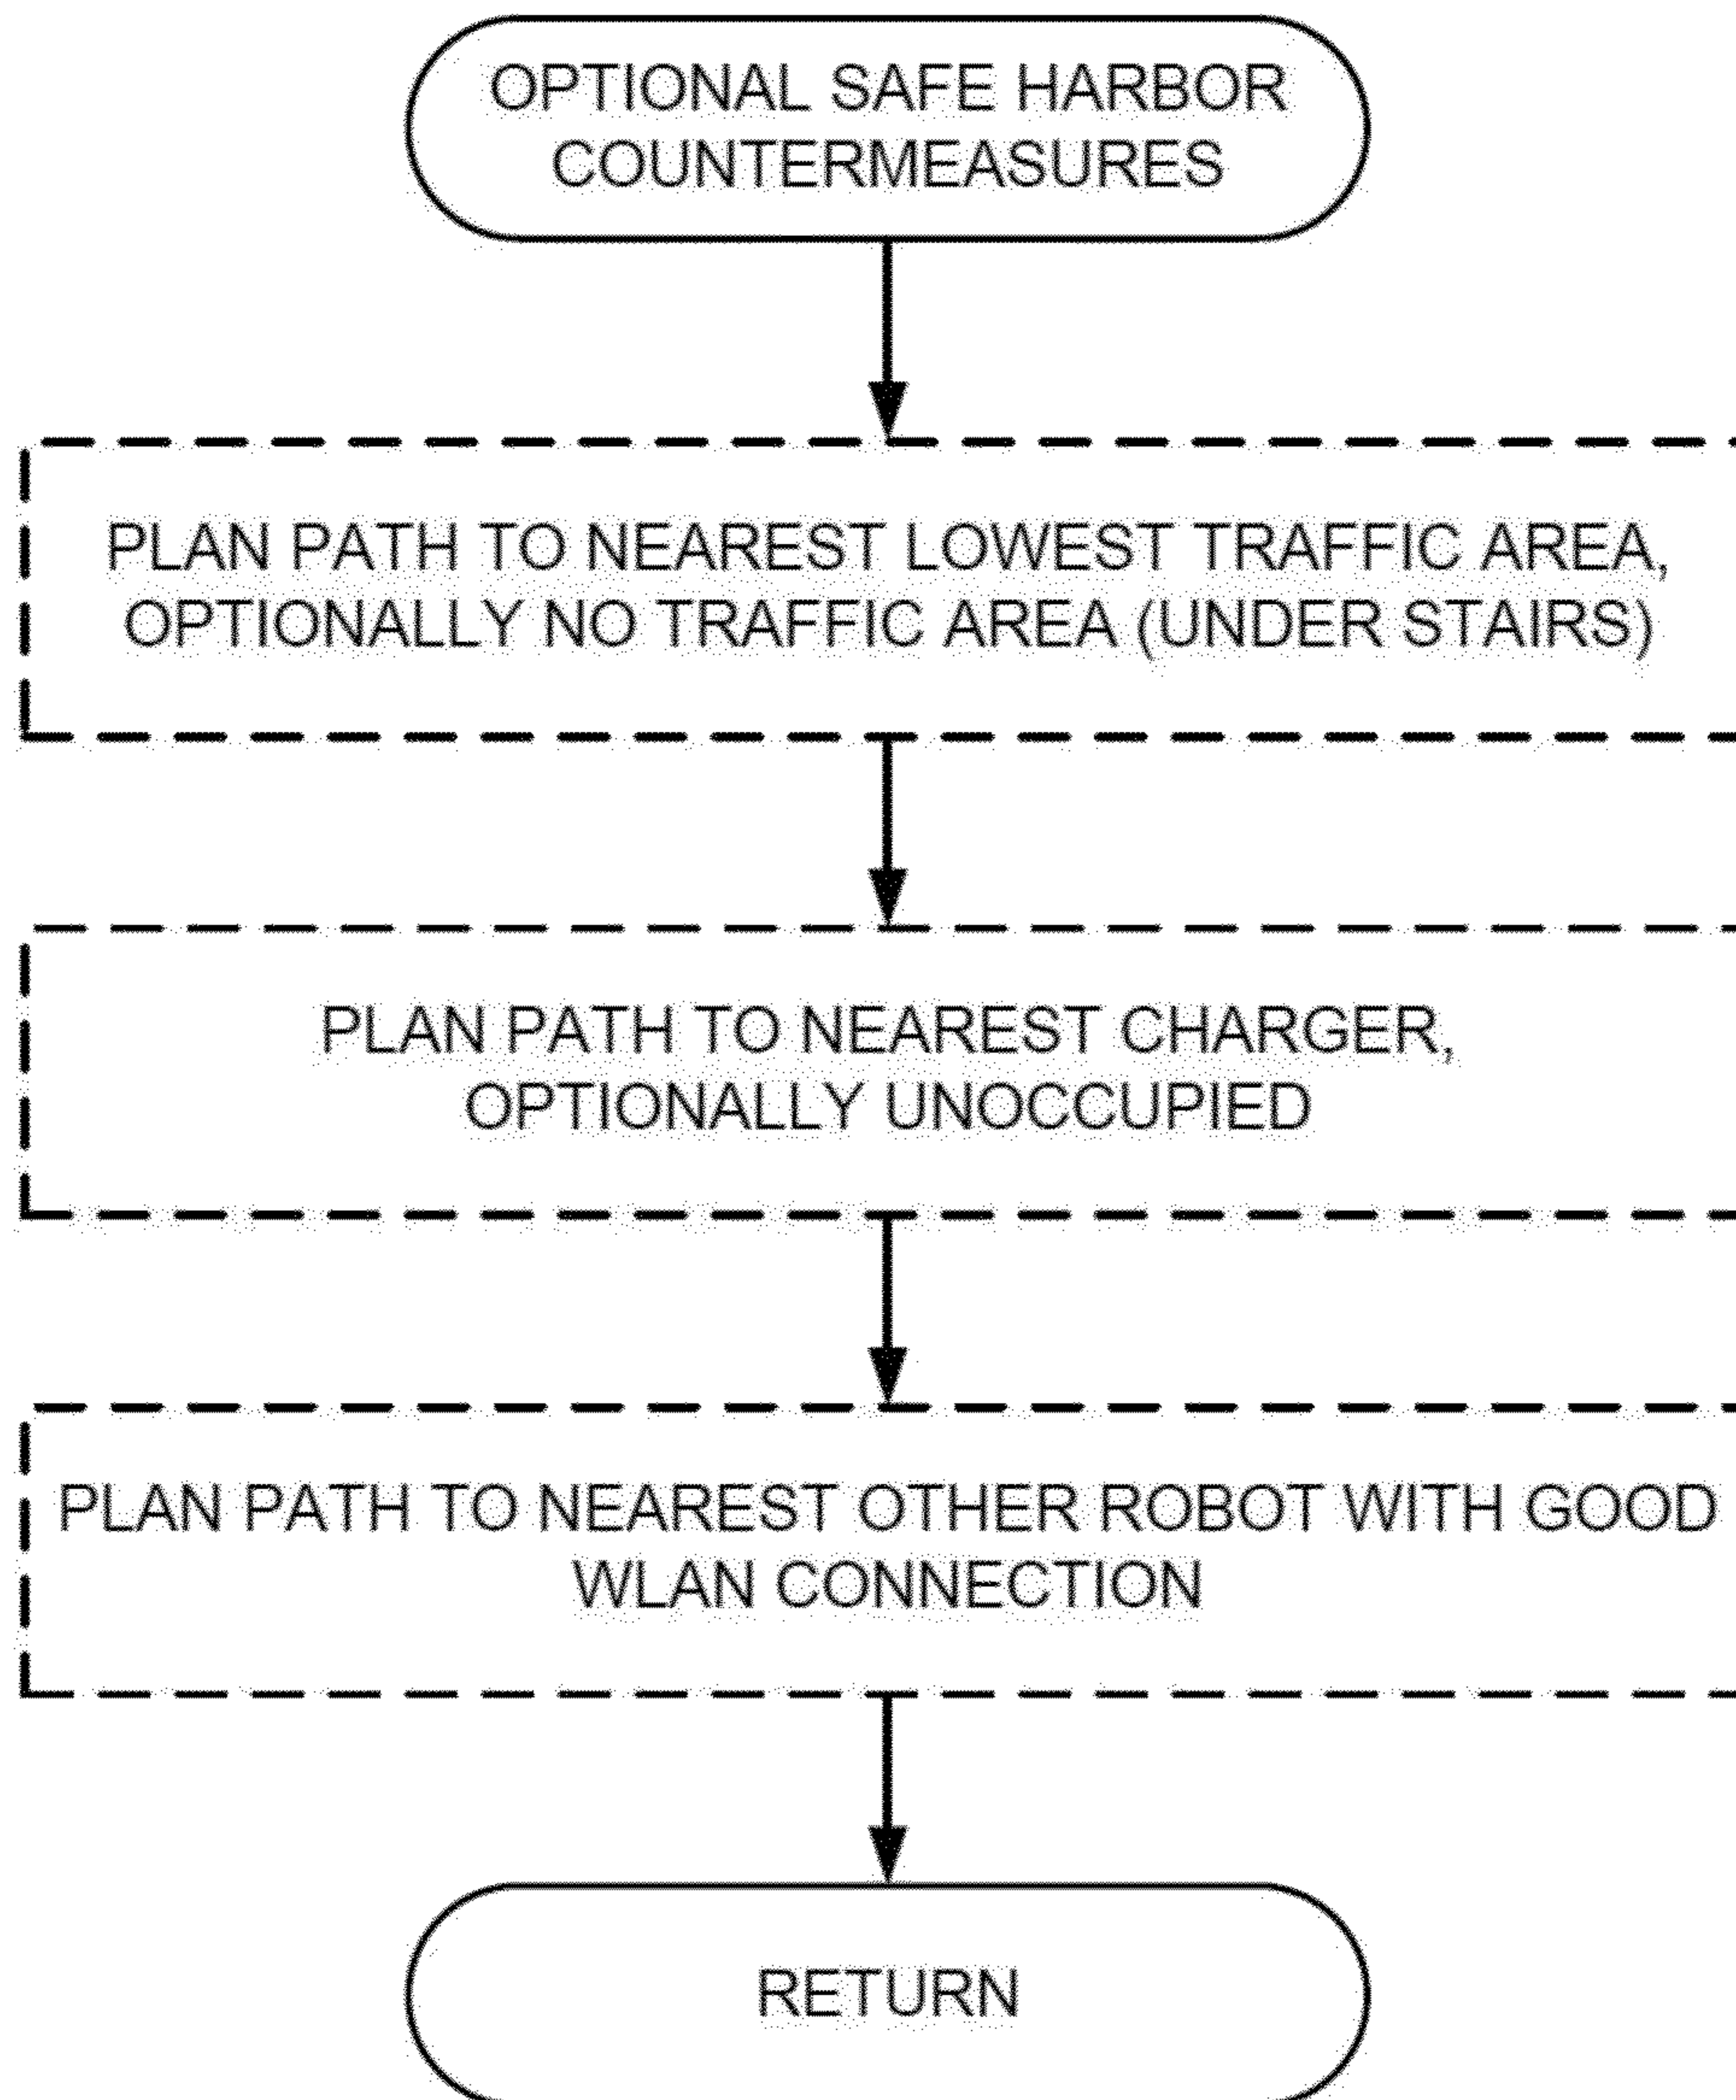 OPTIONAL SAFE HARBOR
COUNTERMEASURES
PLAN PATH TO NEAREST LOWEST TRAFFIC AREA,
OPTIONALLY NO TRAFFIC AREA (UNDER STAIRS)
PLAN PATH TO NEAREST CHARGER,
OPTIONALLY UNOCCUPIED
PLAN PATH TO NEAREST OTHER ROBOT WITH GOOD
WLAN CONNECTION
RETURN